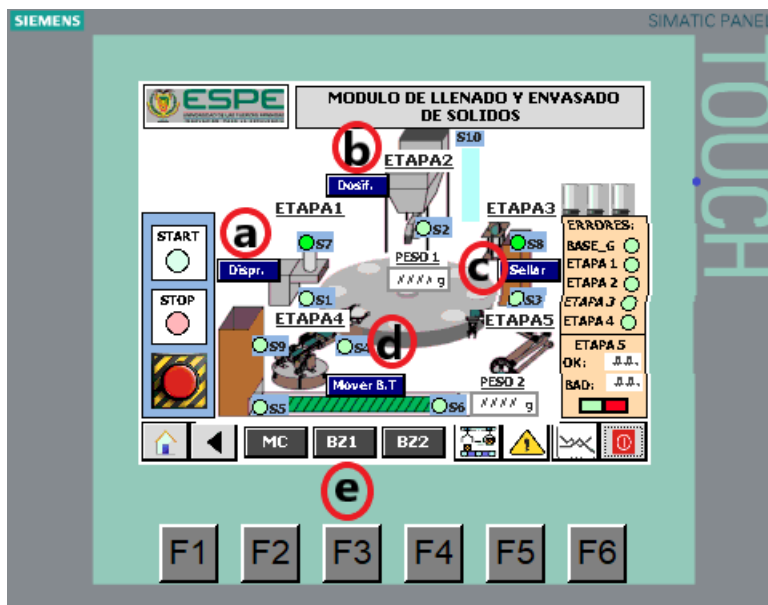 SIEMENS
SIMATIC PANEL
TOUCH
ESPE
MODULO DE LLENADO Y ENVASADO
DE SOLIDOS
S10
b
ETAPA2
Dosif.
ETAPA1
ETAPA3
a
S7
S2
S8
START
PESO 1
c
Dispr.
#### g
Sellar
STOP
S1
S3
ETAPA4
ETAPA5
S9
S4
d
Mover B.T
PESO 2
S5
S6
#### g
ERRORES:
BASE_G
ETAPA 1
ETAPA 2
ETAPA 3
ETAPA 4
ETAPA 5
OK: #.#.
BAD: #.#.
MC
BZ1
BZ2
e
F1
F2
F3
F4
F5
F6